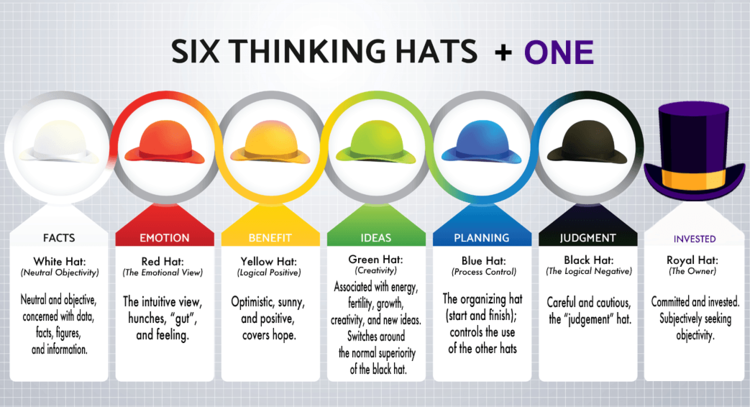 SIX THINKING HATS + ONE
FACTS
White Hat:
(Neutral Objectivity)
Neutral and objective,
concerned with data,
facts, figures,
and information.
EMOTION
Red Hat:
(The Emotional View)
The intuitive view,
hunches, “gut”,
and feeling.
BENEFIT
Yellow Hat:
(Logical Positive)
Optimistic, sunny,
and positive,
covers hope.
IDEAS
Green Hat:
(Creativity)
Associated with energy,
fertility, growth,
creativity, and new ideas.
Switches around
the normal superiority
of the black hat.
PLANNING
Blue Hat:
(Process Control)
The organizing hat
(start and finish);
controls the use
of the other hats
JUDGMENT
Black Hat:
(The Logical Negative)
Careful and cautious,
the “judgement” hat.
INVESTED
Royal Hat:
(The Owner)
Committed and invested.
Subjectively seeking
objectivity.